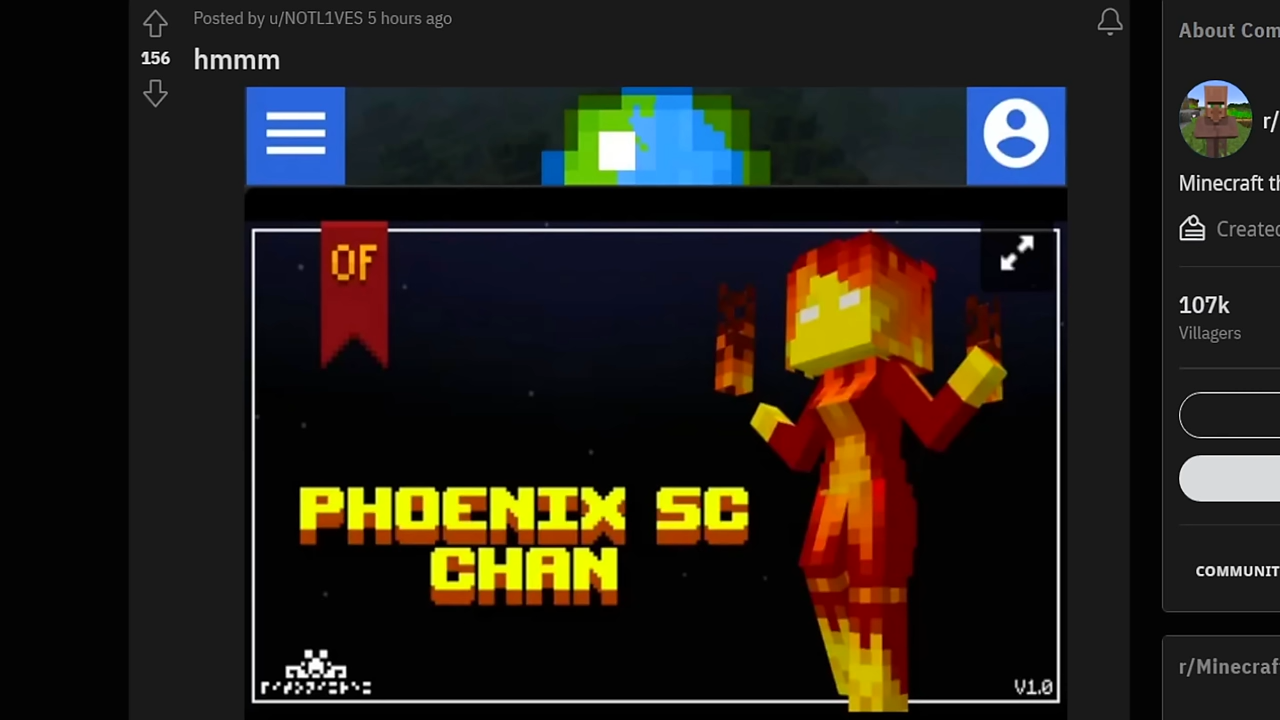 Posted by u/NOTL1VES 5 hours ago
156
hmmm
OF
PHOENIX SC
CHAN
V1.0
About Com
r/
Minecraft th
Created
107k
Villagers
COMMUNIT
r/Minecraf